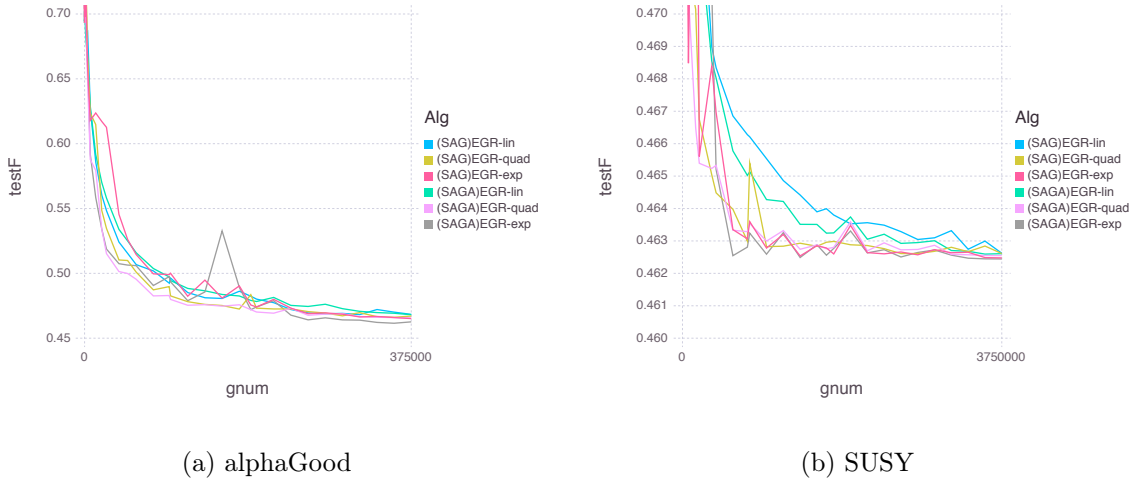 0.70
0.65
0.60
0.55
0.50
0.45
testF
0
3750000
gnum
Alg
(SAG)EGR-lin
(SAG)EGR-quad
(SAG)EGR-exp
(SAGA)EGR-lin
(SAGA)EGR-quad
(SAGA)EGR-exp
(a) alphaGood
0.470
0.469
0.468
0.467
0.466
0.465
0.464
0.463
0.462
0.461
0.460
testF
0
3750000
gnum
Alg
(SAG)EGR-lin
(SAG)EGR-quad
(SAG)EGR-exp
(SAGA)EGR-lin
(SAGA)EGR-quad
(SAGA)EGR-exp
(b) SUSY